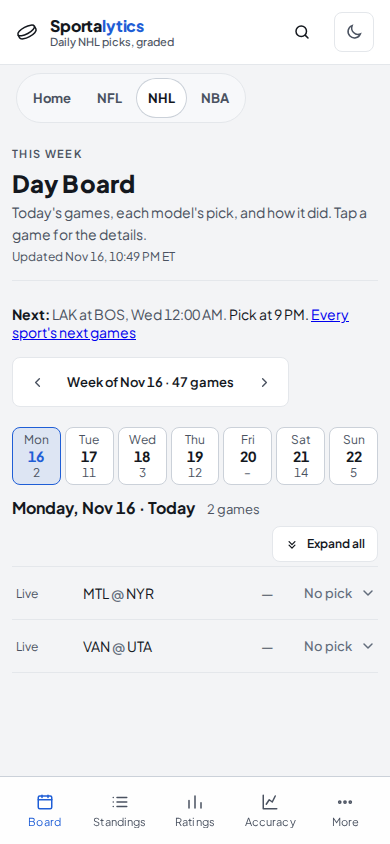 Sportalytics
Daily NHL picks, graded
Home NFL NHL NBA
THIS WEEK
Day Board
Today's games, each model's pick, and how it did. Tap a
game for the details.
Updated Nov 16, 10:49 PM ET
Next: LAK at BOS, Wed 12:00 AM. Pick at 9 PM. Every
sport's next games
Week of Nov 16 · 47 games
Mon Tue Wed Thu Fri Sat Sun
16 17 18 19 20 21 22
2 11 3 12 – 14 5
Monday, Nov 16 · Today 2 games
Expand all
Live MTL @ NYR — No pick
Live VAN @ UTA — No pick
Board Standings Ratings Accuracy More